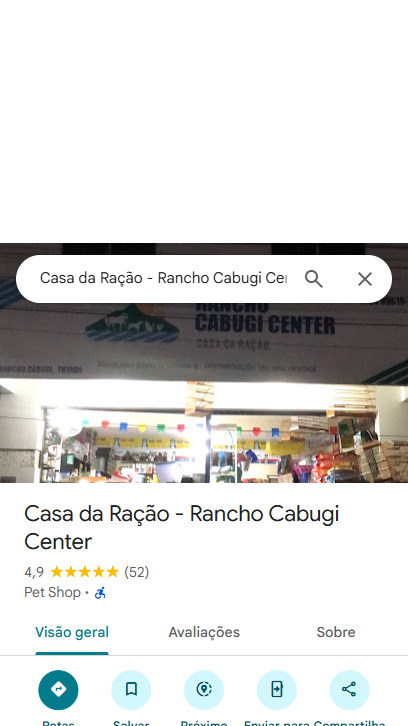 Casa da Ração - Rancho Cabugi Cer
RANCHO
CABUGI CENTER
CASA DA RAÇÃO
Casa da Ração - Rancho Cabugi
Center
4,9 (52)
Pet Shop •
Visão geral Avaliações Sobre
Rotas Salvar Próximo Enviar para Compartilha